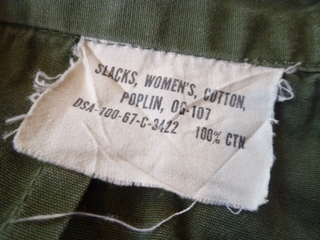 SLACKS, WOMEN'S, COTTON,
POPLIN, OG-107
DSA-100-67-C-3422 100% CTN